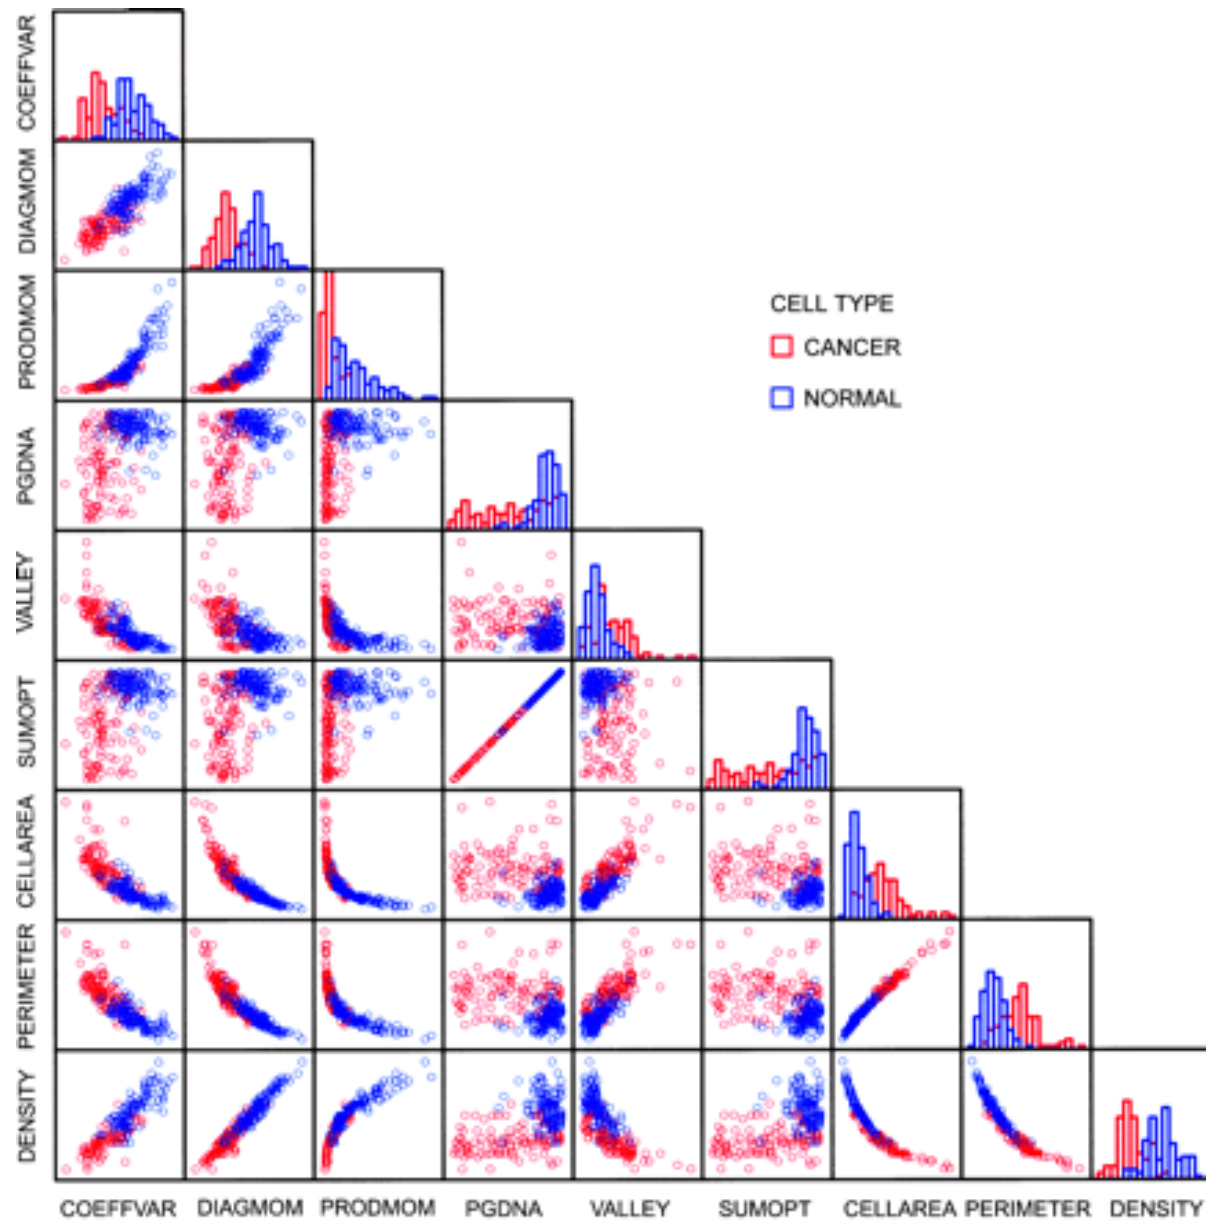 COEFFVAR
DIAGMOM
PRODMOM
PGDNA
VALLEY
SUMOPT
CELLAREA
PERIMETER
DENSITY
CELL TYPE
CANCER
NORMAL
COEFFVAR DIAGMOM PRODMOM PGDNA VALLEY SUMOPT CELLAREA PERIMETER DENSITY